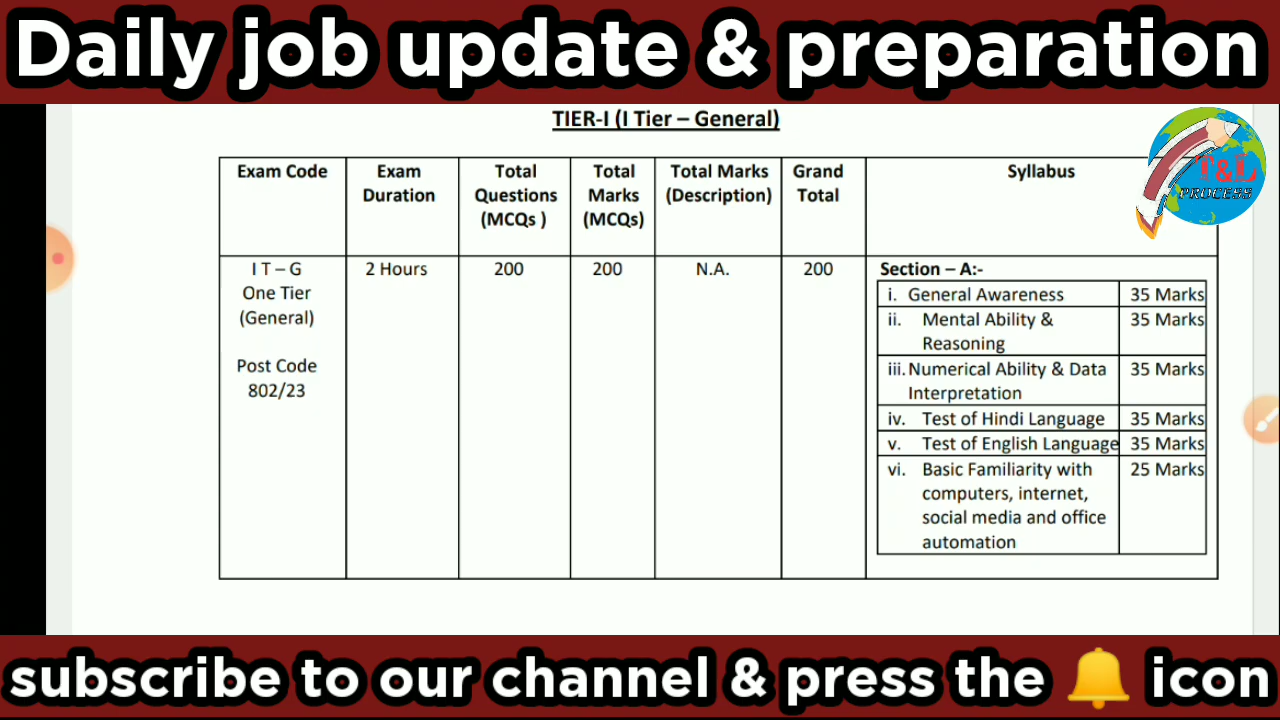 Daily job update & preparation
TIER-I (I Tier – General)
T&L
PROCESS
Exam Code
Exam
Duration
Total
Questions
(MCQs )
Total
Marks
(MCQs)
Total Marks
(Description)
Grand
Total
Syllabus
I T – G
One Tier
(General)
Post Code
802/23
2 Hours
200
200
N.A.
200
Section – A:-
i. General Awareness 35 Marks
ii. Mental Ability & 35 Marks
Reasoning
iii. Numerical Ability & Data 35 Marks
Interpretation
iv. Test of Hindi Language 35 Marks
v. Test of English Language 35 Marks
vi. Basic Familiarity with 25 Marks
computers, internet,
social media and office
automation
subscribe to our channel & press the 🔔 icon